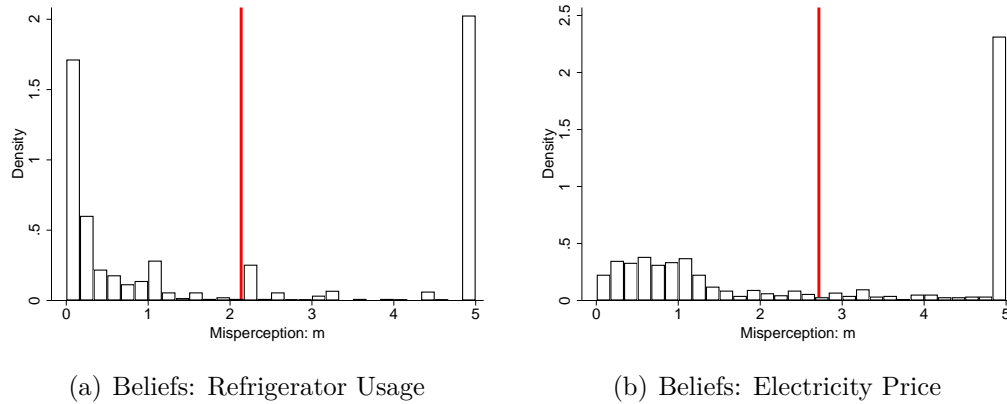 Density
0 .5 1 1.5 2
0 1 2 3 4 5
Misperception: m
(a) Beliefs: Refrigerator Usage
Density
0 .5 1 1.5 2 2.5
0 1 2 3 4 5
Misperception: m
(b) Beliefs: Electricity Price